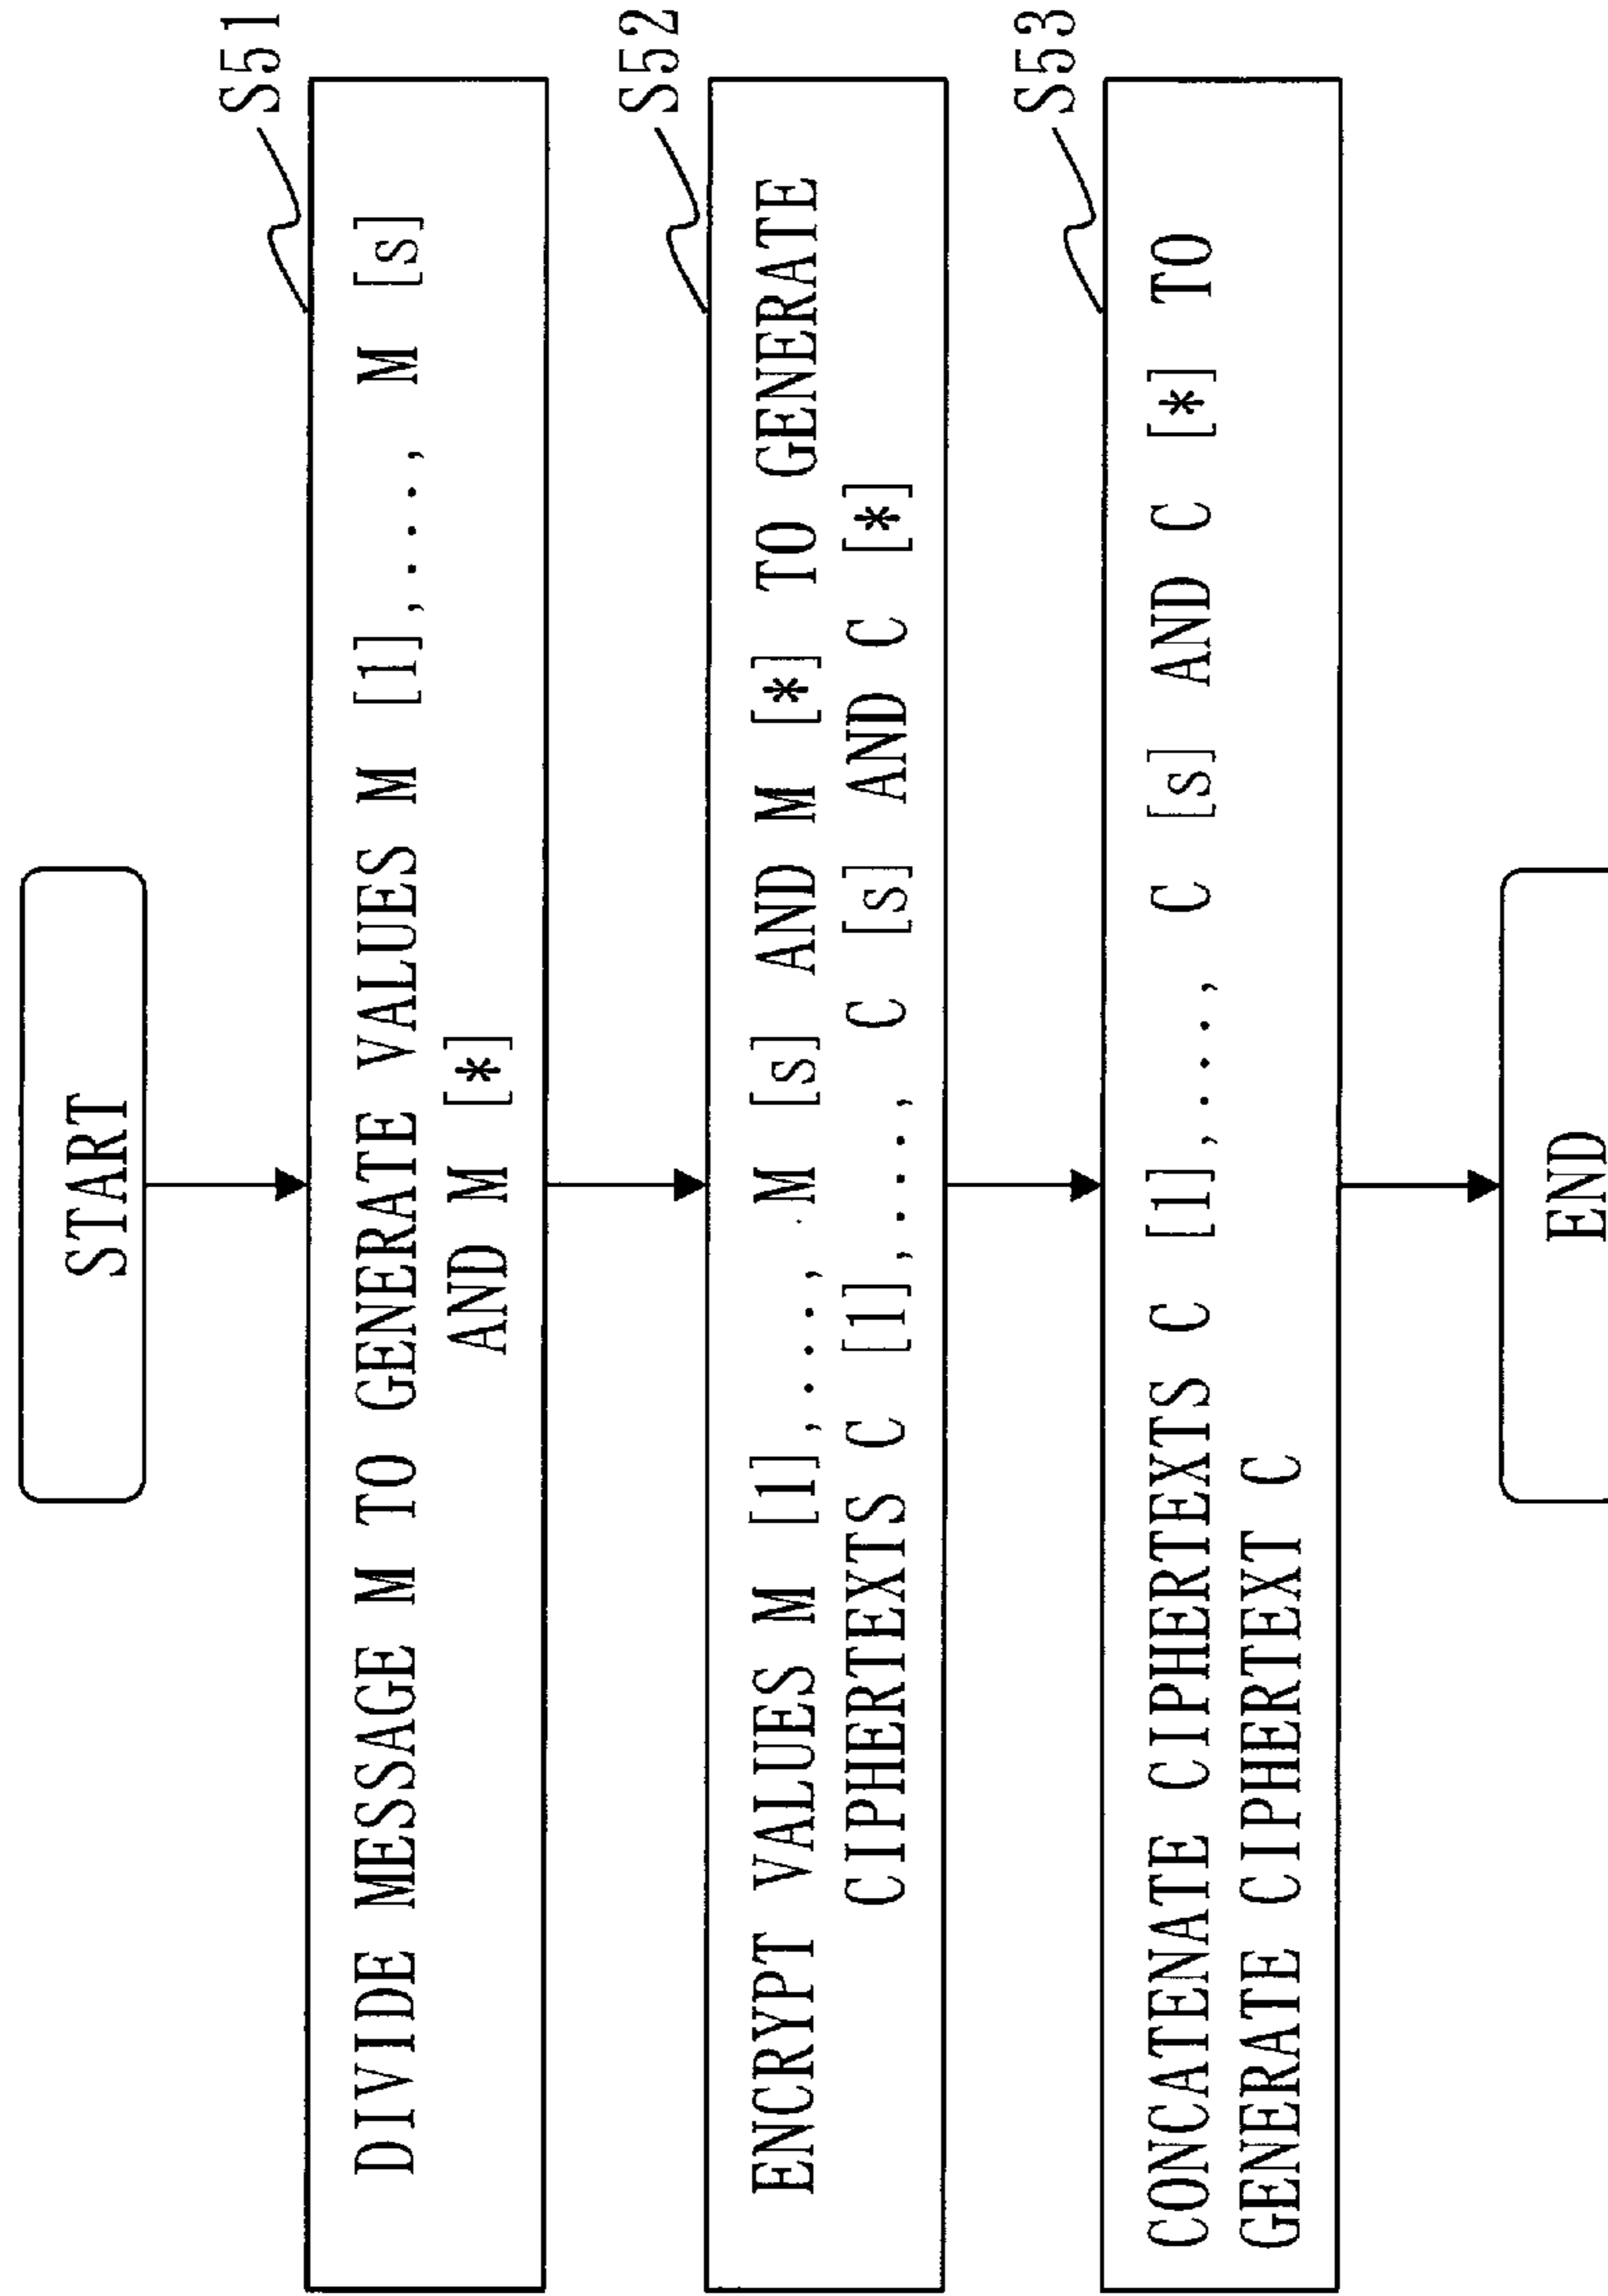 START
S51
DIVIDE MESSAGE M TO GENERATE VALUES M [1],..., M [s]
AND M [*]
S52
ENCRYPT VALUES M [1],..., M [s] AND M [*] TO GENERATE
CIPHERTEXTS C [1],..., C [s] AND C [*]
S53
CONCATENATE CIPHERTEXTS C [1],..., C [s] AND C [*] TO
GENERATE CIPHERTEXT C
END